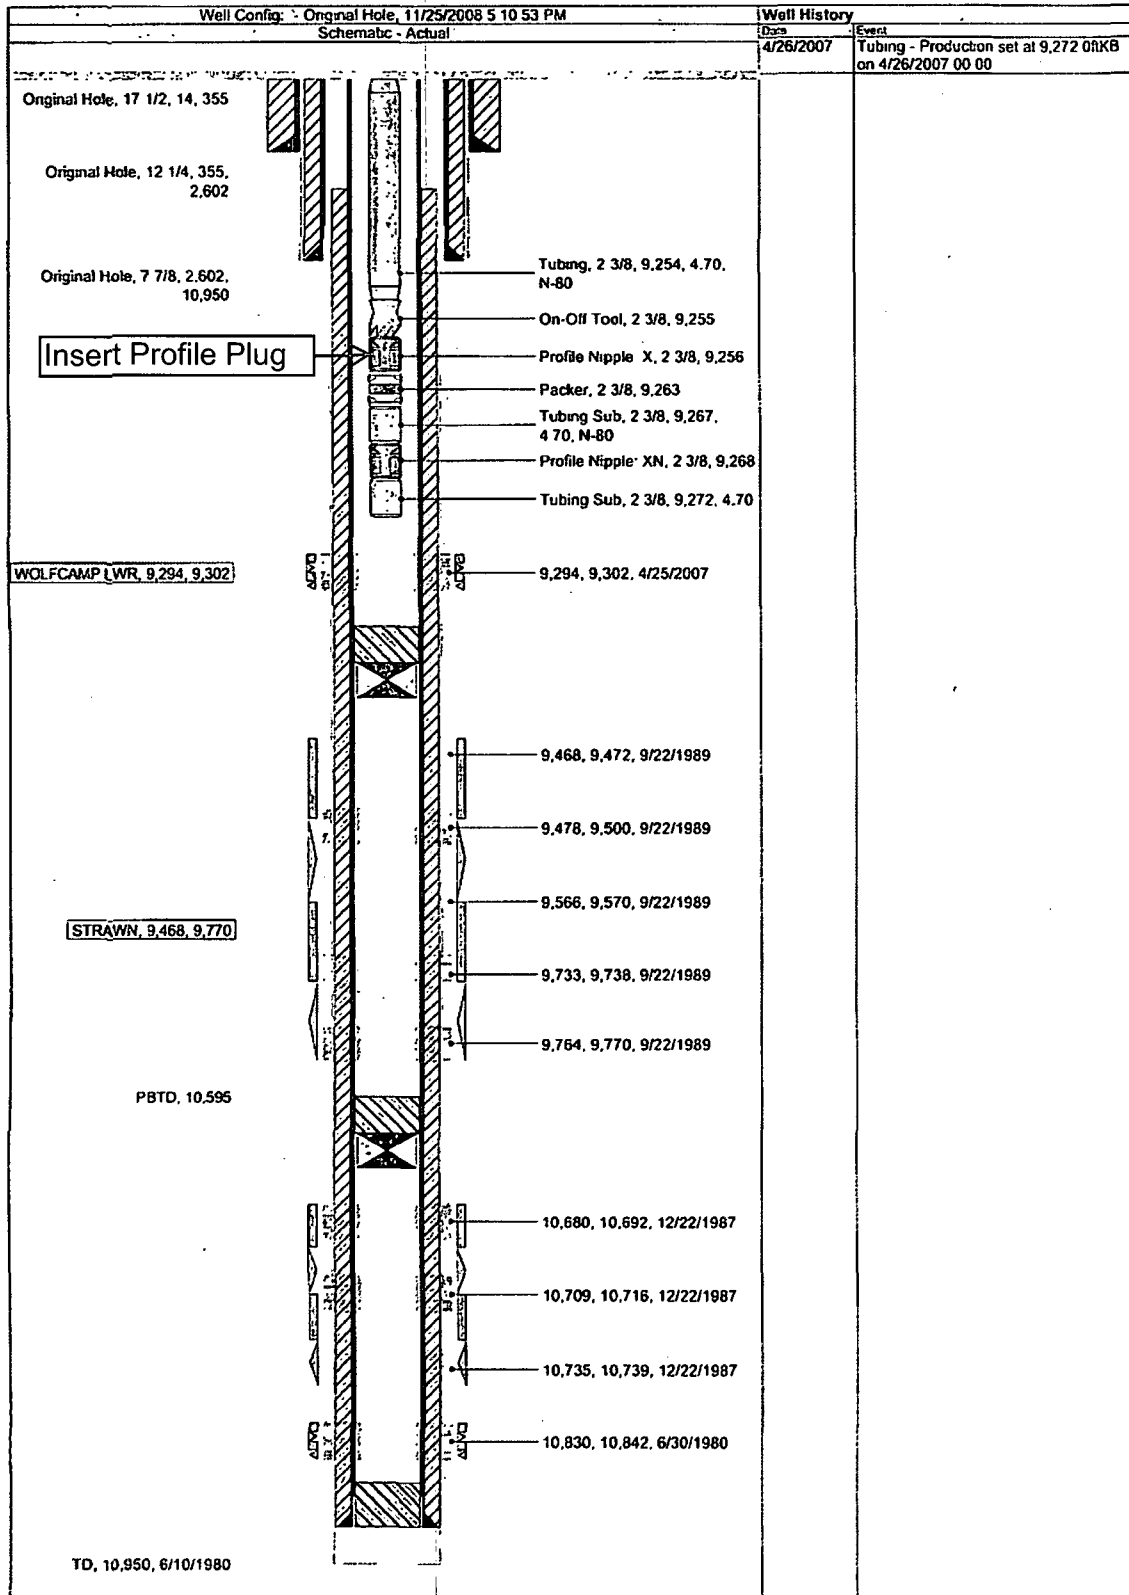 Well Config: - Original Hole, 11/25/2008 5 10 53 PM
Well History
Schematic - Actual
Date
Event
4/26/2007
Tubing - Production set at 9,272 0ftKB
on 4/26/2007 00 00
Original Hole, 17 1/2, 14, 355
Original Hole, 12 1/4, 355,
2,602
Original Hole, 7 7/8, 2,602,
10,950
Tubing, 2 3/8, 9,254, 4.70,
N-80
On-Off Tool, 2 3/8, 9,255
Insert Profile Plug
Profile Nipple X, 2 3/8, 9,256
Packer, 2 3/8, 9,263
Tubing Sub, 2 3/8, 9,267,
4 70, N-80
Profile Nipple: XN, 2 3/8, 9,268
Tubing Sub, 2 3/8, 9,272, 4.70
WOLFCAMP LWR, 9,294, 9,302
9,294, 9,302, 4/25/2007
9,468, 9,472, 9/22/1989
9,478, 9,500, 9/22/1989
9,566, 9,570, 9/22/1989
STRAWN, 9,468, 9,770
9,733, 9,738, 9/22/1989
9,764, 9,770, 9/22/1989
PBTD, 10,595
10,680, 10,692, 12/22/1987
10,709, 10,716, 12/22/1987
10,735, 10,739, 12/22/1987
10,830, 10,842, 6/30/1980
TD, 10,950, 6/10/1980